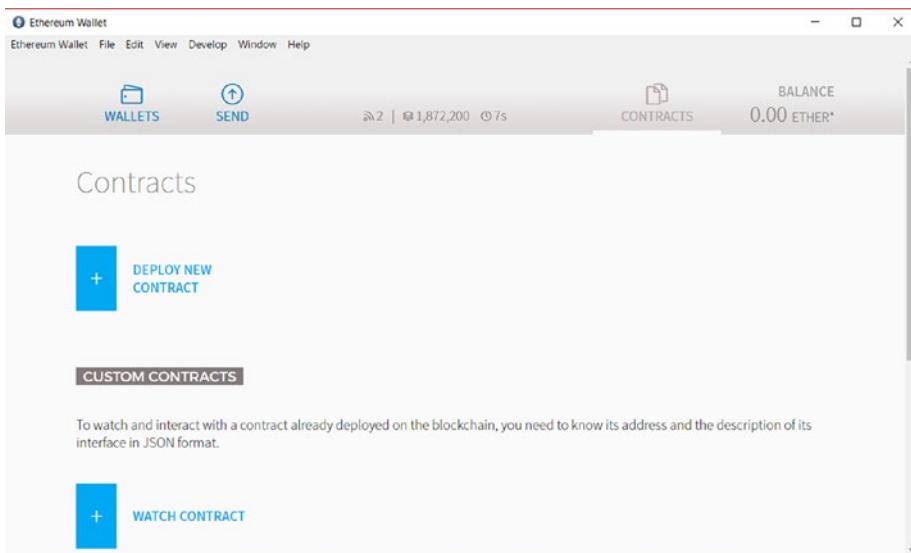 Ethereum Wallet
Ethereum Wallet File Edit View Develop Window Help
WALLETS
SEND
2 | 1,872,200 7s
CONTRACTS
BALANCE
0.00 ETHER*
Contracts
+ DEPLOY NEW
CONTRACT
CUSTOM CONTRACTS
To watch and interact with a contract already deployed on the blockchain, you need to know its address and the description of its
interface in JSON format.
+ WATCH CONTRACT